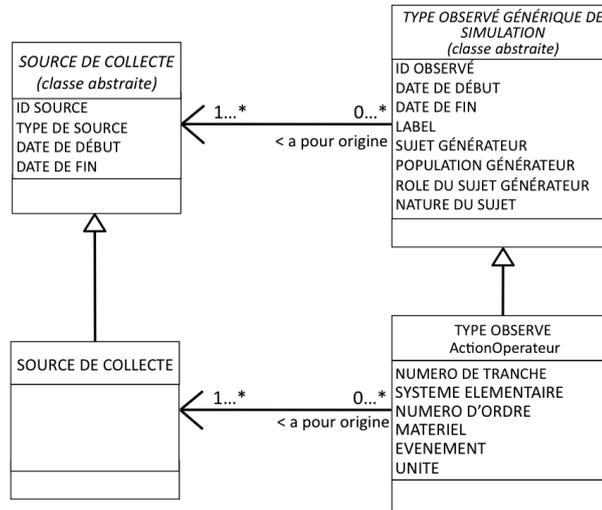 SOURCE DE COLLECTE
(classe abstraite)
ID SOURCE
TYPE DE SOURCE
DATE DE DÉBUT
DATE DE FIN
1...*
0...*
< a pour origine
TYPE OBSERVÉ GÉNÉRIQUE DE
SIMULATION
(classe abstraite)
ID OBSERVÉ
DATE DE DÉBUT
DATE DE FIN
LABEL
SUJET GÉNÉRATEUR
POPULATION GÉNÉRATEUR
ROLE DU SUJET GÉNÉRATEUR
NATURE DU SUJET
SOURCE DE COLLECTE
1...*
0...*
< a pour origine
TYPE OBSERVE
ActionOperateur
NUMERO DE TRANCHE
SYSTEME ELEMENTAIRE
NUMERO D'ORDRE
MATERIEL
EVENEMENT
UNITE